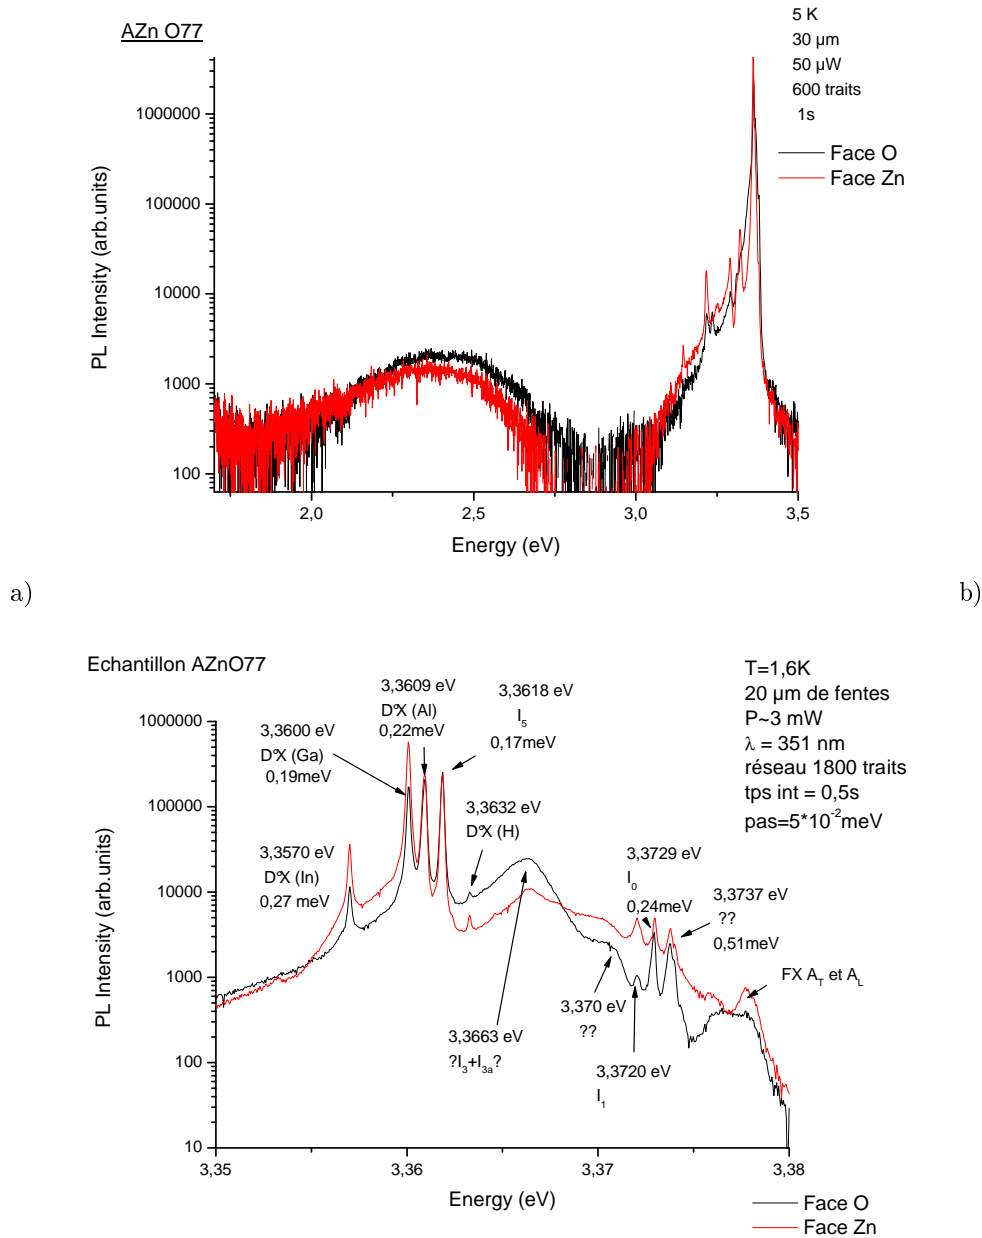 AZn O77
5 K
30 µm
50 µW
600 traits
1s
Face O
Face Zn
PL Intensity (arb.units)
1000000
100000
10000
1000
100
2,0
2,5
3,0
3,5
Energy (eV)
a)
b)
Echantillon AZnO77
T=1,6K
20 µm de fentes
P~3 mW
λ = 351 nm
réseau 1800 traits
tps int = 0,5s
pas=5*10⁻²meV
3,3609 eV
D°X (Al)
0,22meV
3,3618 eV
I₅
0,17meV
3,3600 eV
D°X (Ga)
0,19meV
3,3632 eV
D°X (H)
3,3570 eV
D°X (In)
0,27 meV
3,3729 eV
I₀
0,24meV
3,3737 eV
??
0,51meV
FX A_T et A_L
3,370 eV
??
3,3663 eV
?I₃+I₃ₐ?
3,3720 eV
I₁
PL Intensity (arb.units)
1000000
100000
10000
1000
100
10
3,35
3,36
3,37
3,38
Energy (eV)
Face O
Face Zn